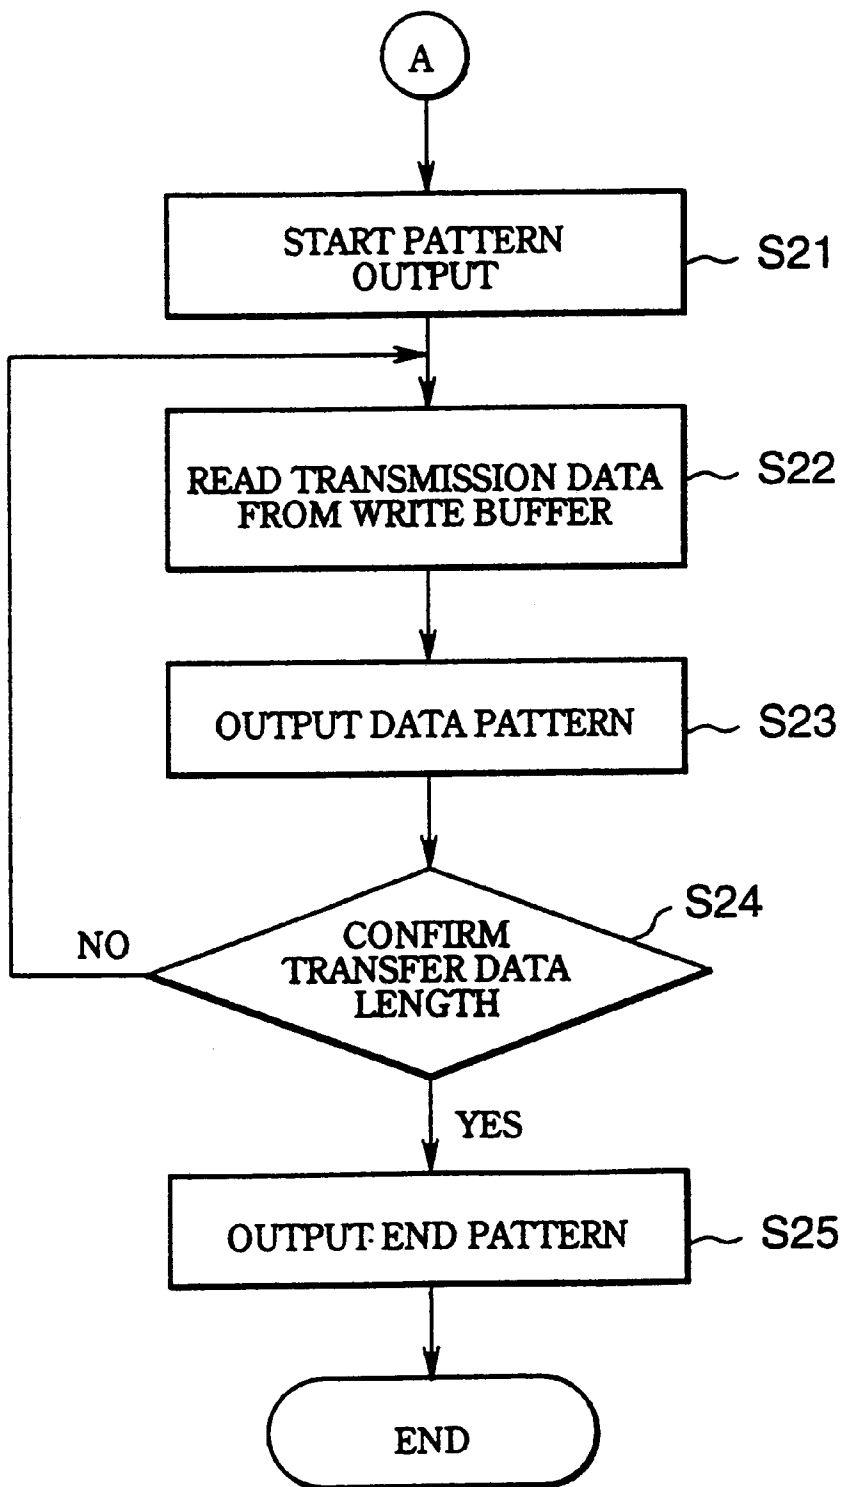 A
START PATTERN
OUTPUT
S21
READ TRANSMISSION DATA
FROM WRITE BUFFER
S22
OUTPUT DATA PATTERN
S23
S24
CONFIRM
TRANSFER DATA
LENGTH
NO
YES
OUTPUT END PATTERN
S25
END